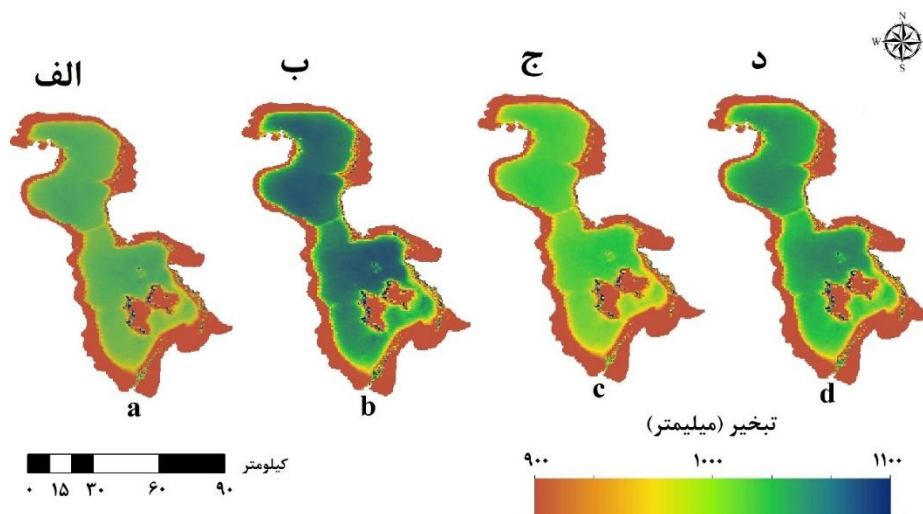 N
W E
S
الف ب ج د
a b c d
تبخیر (میلیمتر)
۹۰۰ ۱۰۰۰ ۱۱۰۰
کیلومتر
۰ ۱۵ ۳۰ ۶۰ ۹۰